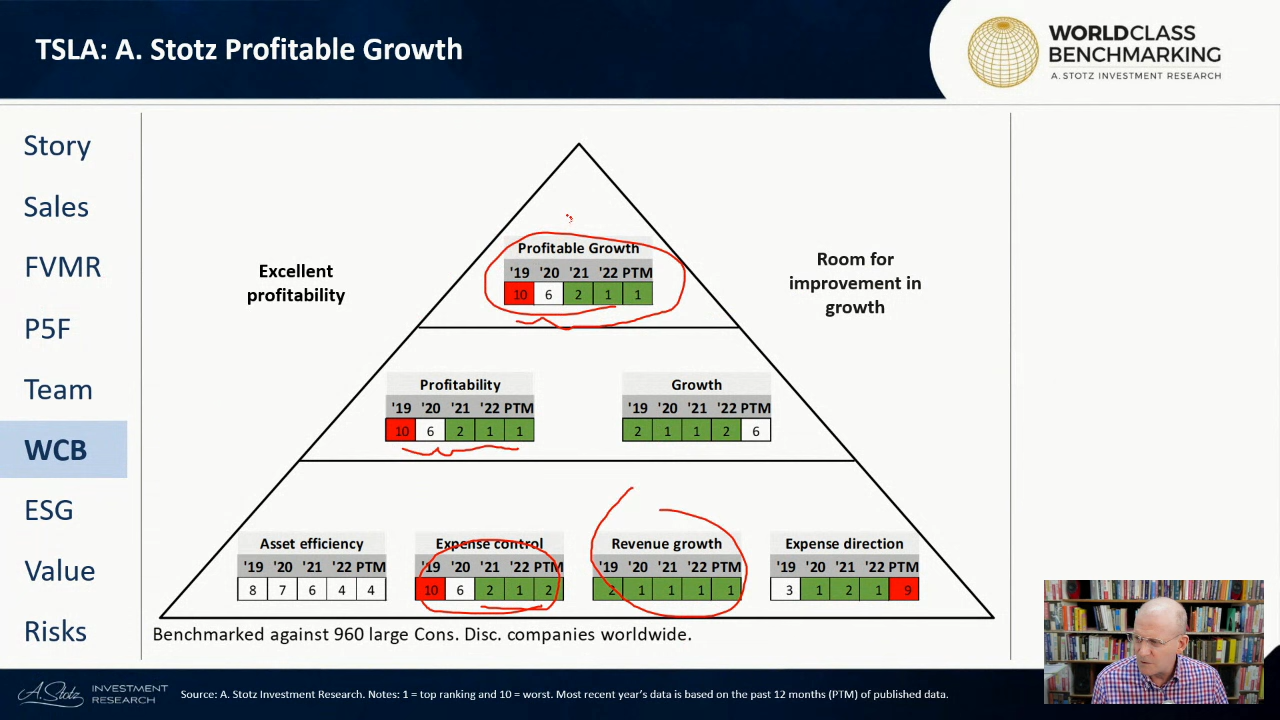 TSLA: A. Stotz Profitable Growth
WORLDCLASS
BENCHMARKING
A. STOTZ INVESTMENT RESEARCH
Story
Sales
FVMR
P5F
Team
WCB
ESG
Value
Risks
Excellent
profitability
Room for
improvement in
growth
Profitable Growth
'19 '20 '21 '22 PTM
10 6 2 1 1
Profitability
'19 '20 '21 '22 PTM
10 6 2 1 1
Growth
'19 '20 '21 '22 PTM
2 1 1 2 6
Asset efficiency
'19 '20 '21 '22 PTM
8 7 6 4 4
Expense control
'19 '20 '21 '22 PTM
10 6 2 1 2
Revenue growth
'19 '20 '21 '22 PTM
2 1 1 1 1
Expense direction
'19 '20 '21 '22 PTM
3 1 2 1 9
Benchmarked against 960 large Cons. Disc. companies worldwide.
A. Stotz INVESTMENT
RESEARCH
Source: A. Stotz Investment Research. Notes: 1 = top ranking and 10 = worst. Most recent year's data is based on the past 12 months (PTM) of published data.